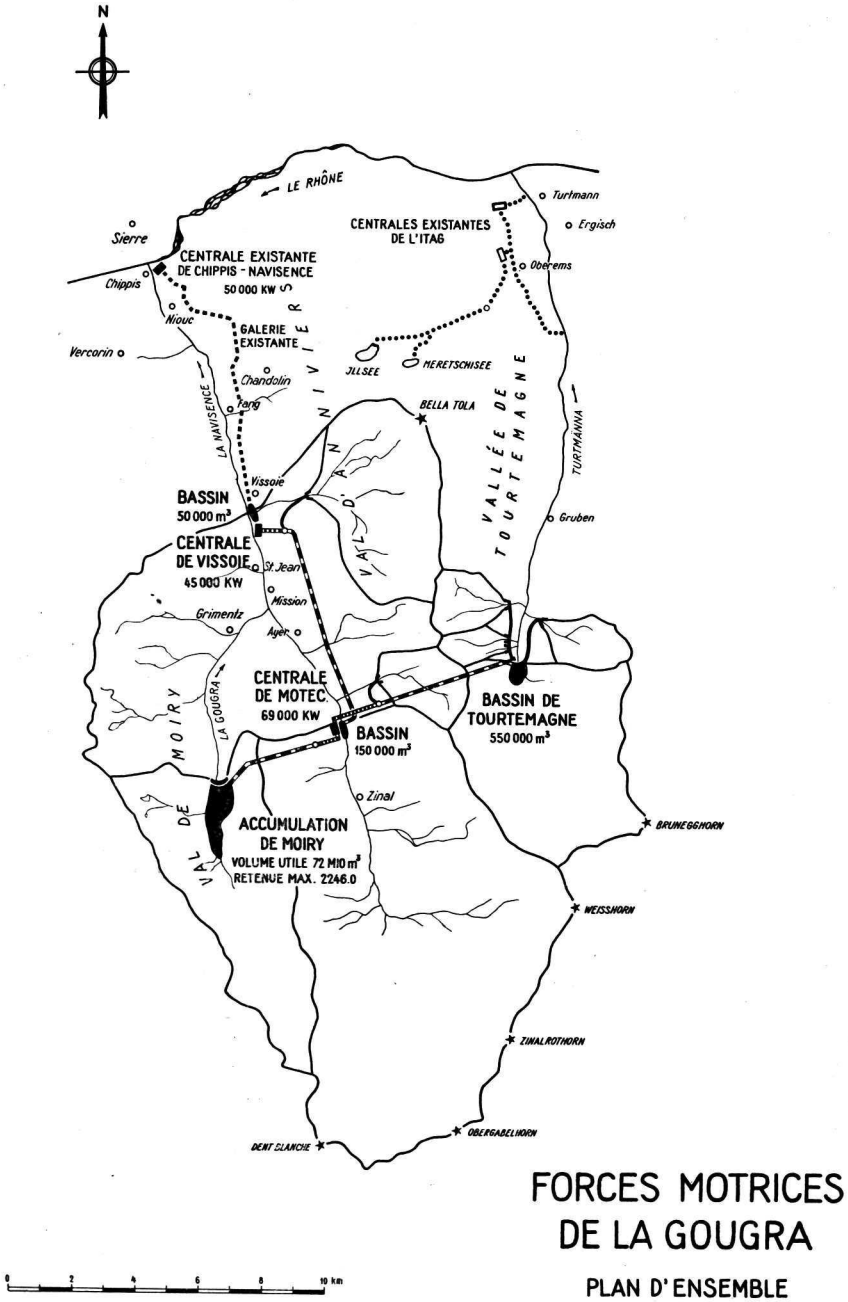 N
LE RHÔNE
Turtmann
Ergisch
CENTRALES EXISTANTES
DE L'ITAG
Sierre
CENTRALE EXISTANTE
DE CHIPPIS - NAVISENCE
50 000 KW
Chippis
Oberems
Niouc
GALERIE
EXISTANTE
Vercorin
Chandolin
JLLSEE
MERETSCHISEE
Fang
LA NAVISENCE
VAL D'ANNIVIERS
BELLA TOLA
VALLÉE DE
TOURTEMAGNE
TURTMÄNNA
Vissoie
BASSIN
50 000 m³
CENTRALE
DE VISSOIE
45 000 KW
Gruben
St. Jean
Mission
Grimentz
Ayer
CENTRALE
DE MOTEC.
69 000 KW
LA GOUGRA
VAL DE MOIRY
BASSIN
150 000 m³
BASSIN DE
TOURTEMAGNE
550 000 m³
Zinal
ACCUMULATION
DE MOIRY
VOLUME UTILE 72 MIO m³
RETENUE MAX. 2246.0
BRUNEGGHORN
WEISSHORN
ZINALROTHORN
OBERGABELHORN
DENT BLANCHE
FORCES MOTRICES
DE LA GOUGRA
PLAN D'ENSEMBLE
0 2 4 6 8 10 km